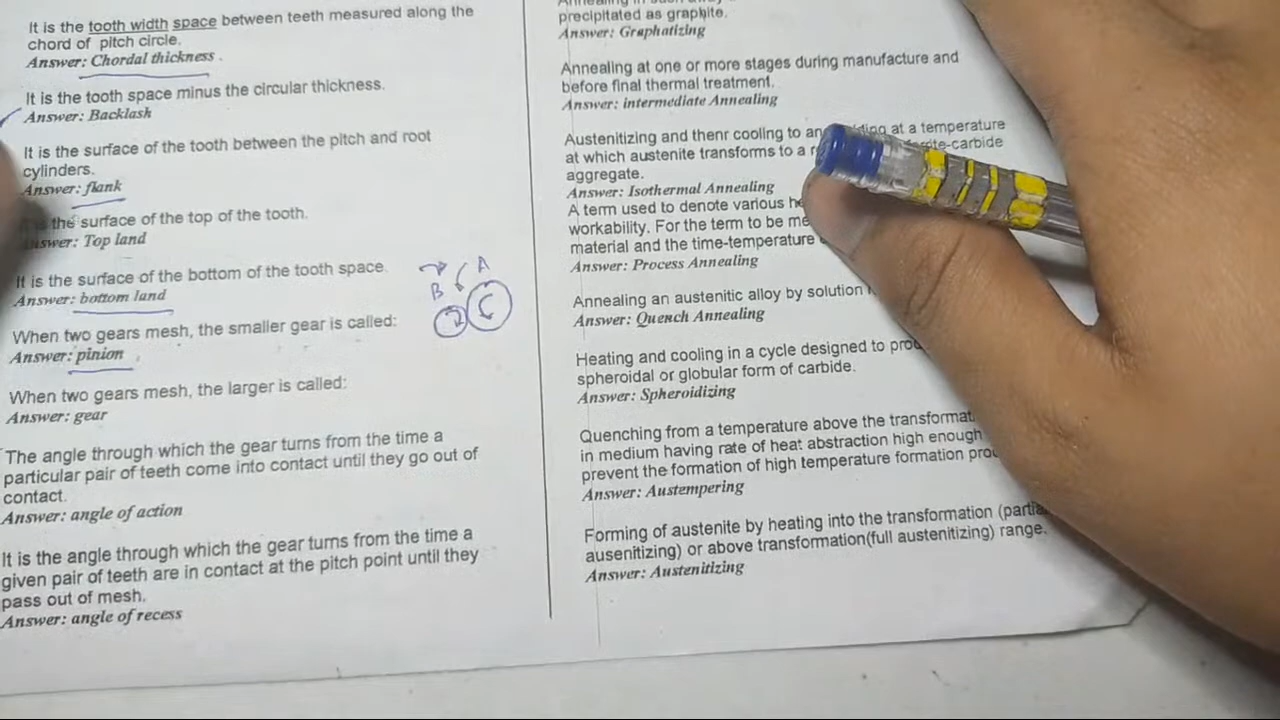 It is the tooth width space between teeth measured along the
chord of pitch circle.
Answer: Chordal thickness .
It is the tooth space minus the circular thickness.
Answer: Backlash
It is the surface of the tooth between the pitch and root
cylinders.
Answer: flank
the surface of the top of the tooth.
Answer: Top land
It is the surface of the bottom of the tooth space.
Answer: bottom land
When two gears mesh, the smaller gear is called:
Answer: pinion
When two gears mesh, the larger is called:
Answer: gear
The angle through which the gear turns from the time a
particular pair of teeth come into contact until they go out of
contact.
Answer: angle of action
It is the angle through which the gear turns from the time a
given pair of teeth are in contact at the pitch point until they
pass out of mesh.
Answer: angle of recess
A
B
2 C
precipitated as graphite.
Answer: Graphatizing
Annealing at one or more stages during manufacture and
before final thermal treatment.
Answer: intermediate Annealing
Austenitizing and thenr cooling to at a temperature
at which austenite transforms to a
aggregate.
Answer: Isothermal Annealing
A term used to denote various
workability. For the term to be
material and the time-temperature
Answer: Process Annealing
Annealing an austenitic alloy by solution
Answer: Quench Annealing
Heating and cooling in a cycle designed to
spheroidal or globular form of carbide.
Answer: Spheroidizing
Quenching from a temperature above the
in medium having rate of heat abstraction high enough
prevent the formation of high temperature formation
Answer: Austempering
Forming of austenite by heating into the transformation
ausenitizing) or above transformation(full austenitizing) range.
Answer: Austenitizing